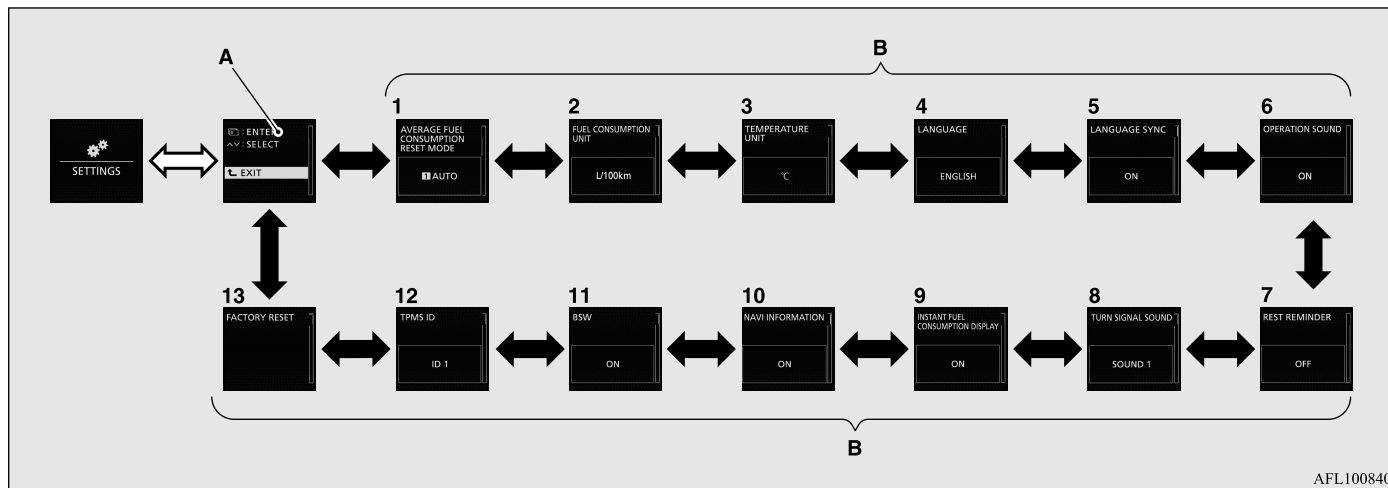 A
B
SETTINGS
: ENTER
: SELECT
EXIT
1
AVERAGE FUEL
CONSUMPTION
RESET MODE
1 AUTO
2
FUEL CONSUMPTION
UNIT
L/100km
3
TEMPERATURE
UNIT
℃
4
LANGUAGE
ENGLISH
5
LANGUAGE SYNC
ON
6
OPERATION SOUND
ON
13
FACTORY RESET
12
TPMS ID
ID 1
11
BSW
ON
10
NAVI INFORMATION
ON
9
INSTANT FUEL
CONSUMPTION DISPLAY
ON
8
TURN SIGNAL SOUND
SOUND 1
7
REST REMINDER
OFF
B
AFL100840